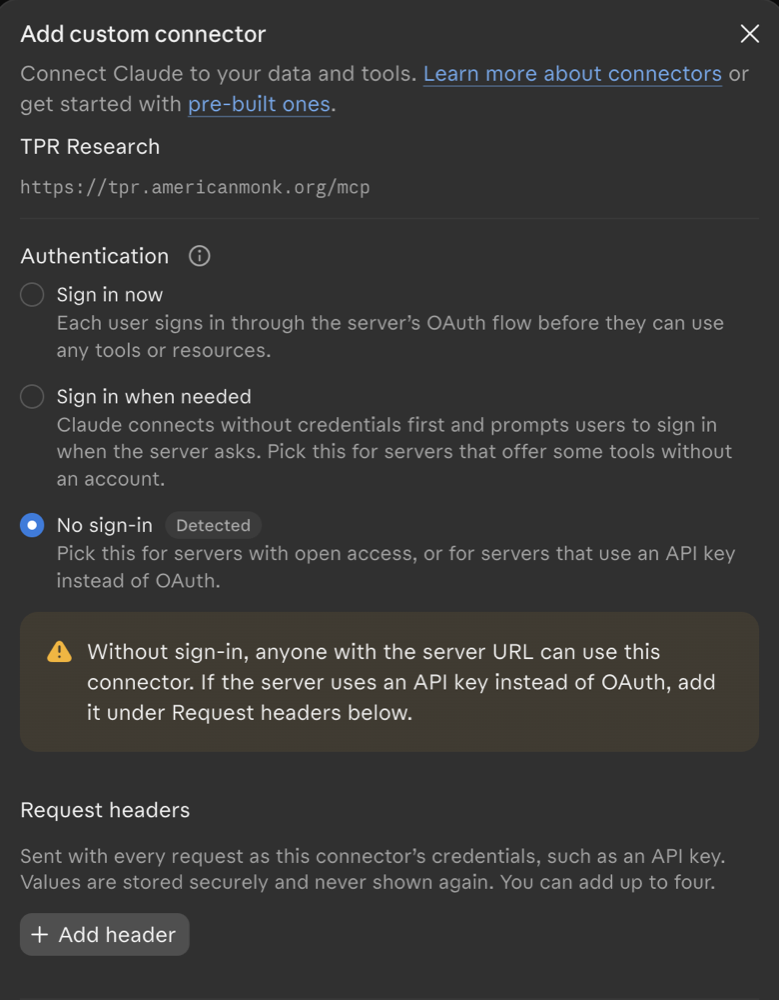 Add custom connector
Connect Claude to your data and tools. Learn more about connectors or
get started with pre-built ones.
TPR Research
https://tpr.americanmonk.org/mcp
Authentication
Sign in now
Each user signs in through the server’s OAuth flow before they can use
any tools or resources.
Sign in when needed
Claude connects without credentials first and prompts users to sign in
when the server asks. Pick this for servers that offer some tools without
an account.
No sign-in Detected
Pick this for servers with open access, or for servers that use an API key
instead of OAuth.
Without sign-in, anyone with the server URL can use this
connector. If the server uses an API key instead of OAuth, add
it under Request headers below.
Request headers
Sent with every request as this connector’s credentials, such as an API key.
Values are stored securely and never shown again. You can add up to four.
+ Add header